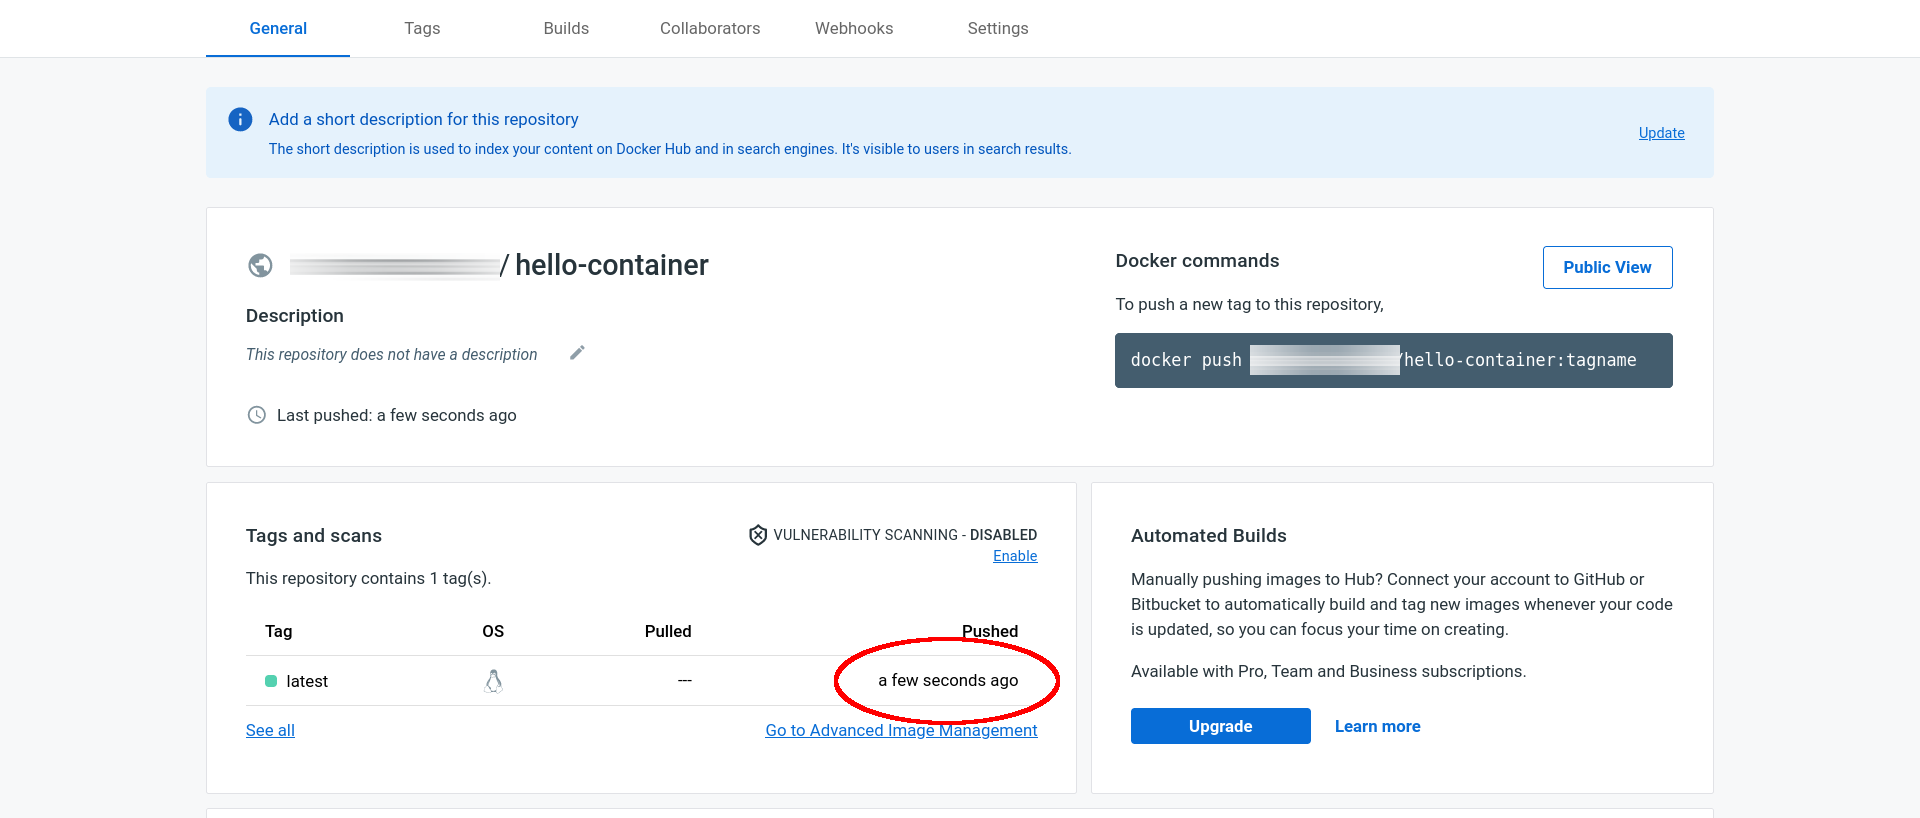 General Tags Builds Collaborators Webhooks Settings
Add a short description for this repository
The short description is used to index your content on Docker Hub and in search engines. It's visible to users in search results.
Update
/ hello-container
Description
This repository does not have a description
Last pushed: a few seconds ago
Docker commands
Public View
To push a new tag to this repository,
docker push /hello-container:tagname
Tags and scans
VULNERABILITY SCANNING - DISABLED
Enable
This repository contains 1 tag(s).
Tag OS Pulled Pushed
latest --- a few seconds ago
See all Go to Advanced Image Management
Automated Builds
Manually pushing images to Hub? Connect your account to GitHub or
Bitbucket to automatically build and tag new images whenever your code
is updated, so you can focus your time on creating.
Available with Pro, Team and Business subscriptions.
Upgrade Learn more